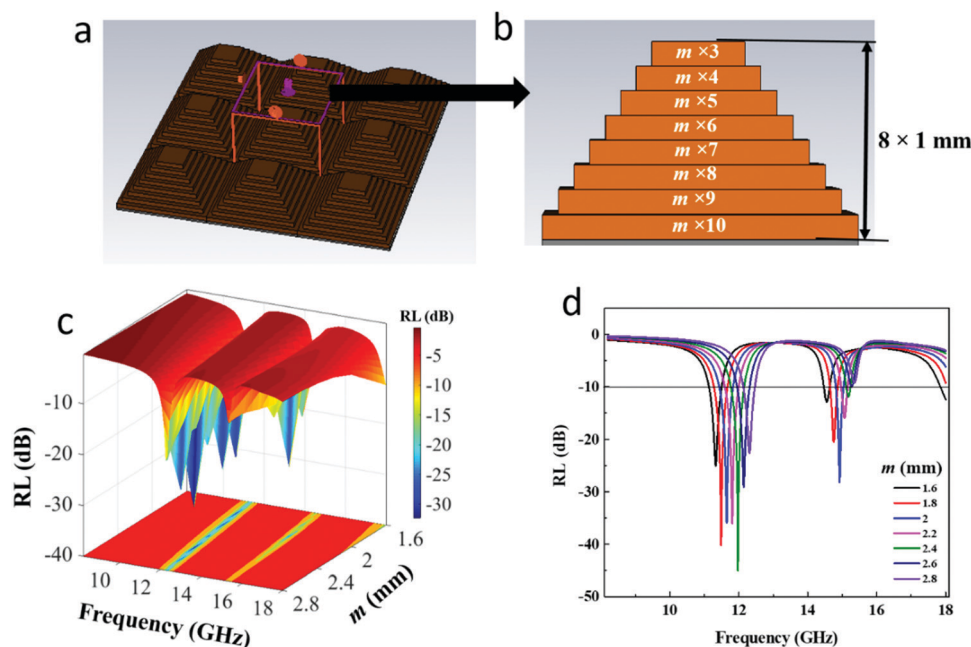 a
b
m ×3
m ×4
m ×5
m ×6
m ×7
m ×8
m ×9
m ×10
8 × 1 mm
c
RL (dB)
-5
-10
-15
-20
-25
-30
RL (dB)
-10
-20
-30
-40
10
12
14
16
18
Frequency (GHz)
1.6
2
2.4
2.8
m (mm)
d
RL (dB)
0
-10
-20
-30
-40
-50
10
12
14
16
18
Frequency (GHz)
m (mm)
1.6
1.8
2
2.2
2.4
2.6
2.8